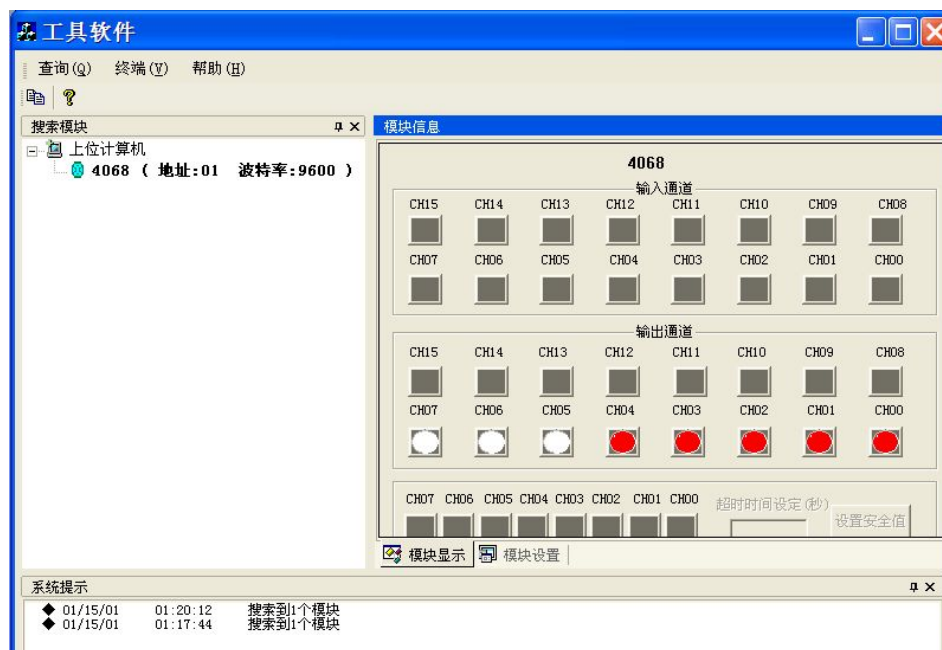 工具软件
查询(Q) 终端(V) 帮助(H)
搜索模块
上位计算机
4068 ( 地址:01 波特率:9600 )
模块信息
4068
输入通道
CH15 CH14 CH13 CH12 CH11 CH10 CH09 CH08
CH07 CH06 CH05 CH04 CH03 CH02 CH01 CH00
输出通道
CH15 CH14 CH13 CH12 CH11 CH10 CH09 CH08
CH07 CH06 CH05 CH04 CH03 CH02 CH01 CH00
CH07 CH06 CH05 CH04 CH03 CH02 CH01 CH00 超时时间设定(秒)
设置安全值
模块显示 模块设置
系统提示
01/15/01 01:20:12 搜索到1个模块
01/15/01 01:17:44 搜索到1个模块